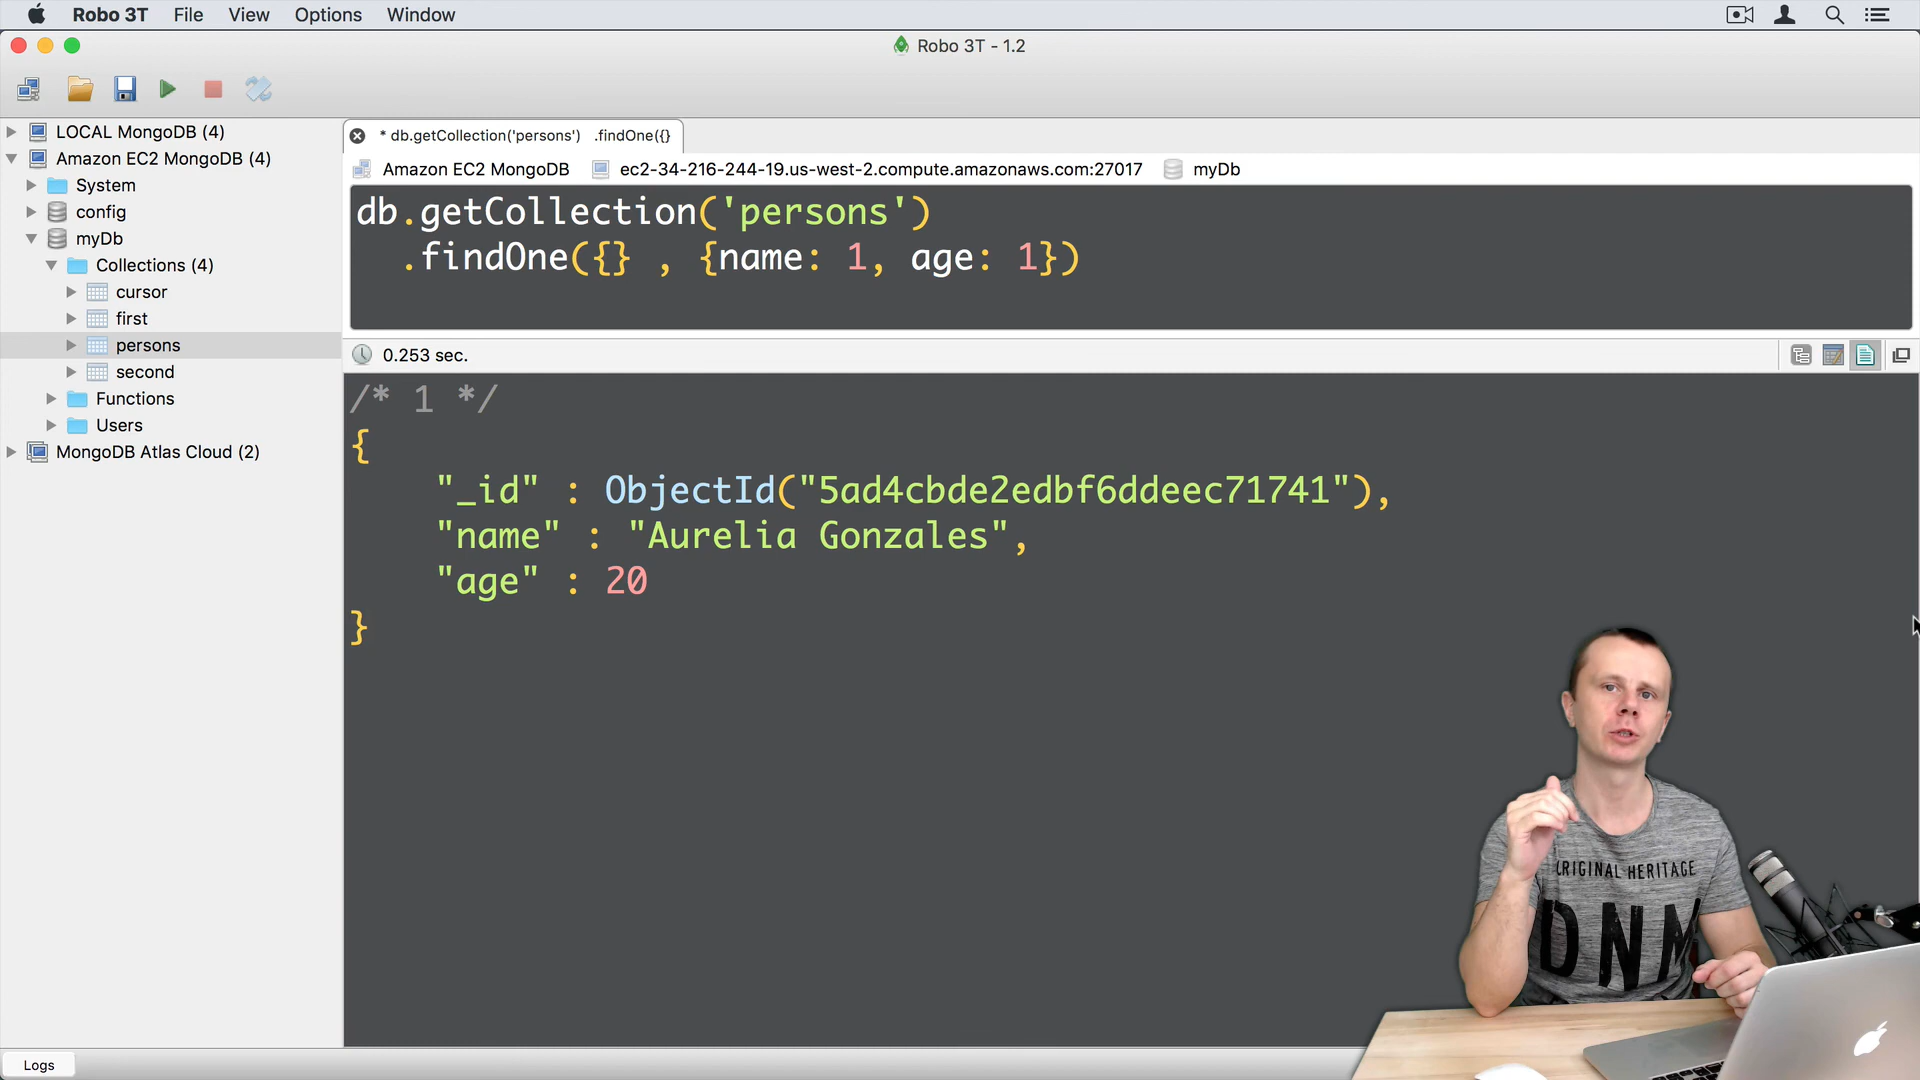 Robo 3T File View Options Window
Robo 3T - 1.2
LOCAL MongoDB (4)
Amazon EC2 MongoDB (4)
System
config
myDb
Collections (4)
cursor
first
persons
second
Functions
Users
MongoDB Atlas Cloud (2)
* db.getCollection('persons') .findOne({}
Amazon EC2 MongoDB ec2-34-216-244-19.us-west-2.compute.amazonaws.com:27017 myDb
db.getCollection('persons')
.findOne({} , {name: 1, age: 1})
0.253 sec.
/* 1 */
{
"_id" : ObjectId("5ad4cbde2edbf6ddeec71741"),
"name" : "Aurelia Gonzales",
"age" : 20
}
ORIGINAL HERITAGE
DNM
Logs